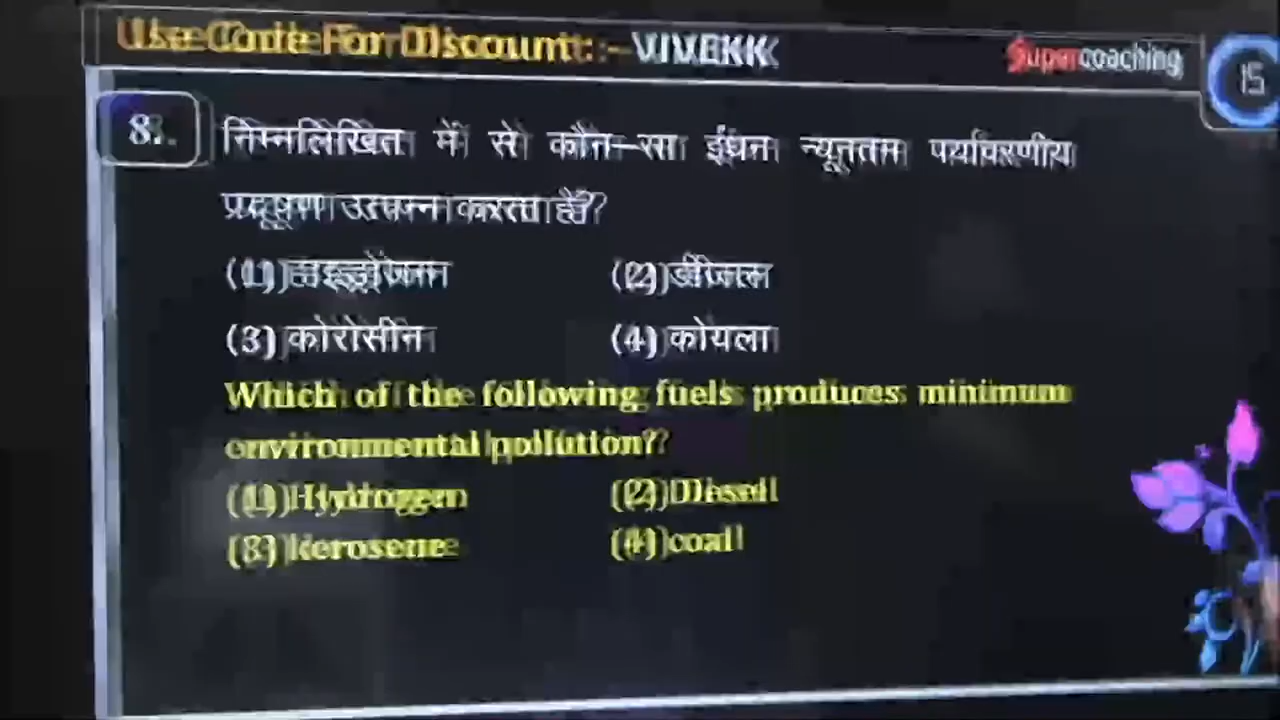 Use Code For Discount :- VIVEKK
Supercoaching
15
8. निम्नलिखित में से कौन-सा ईंधन न्यूनतम पर्यावरणीय
प्रदूषण उत्पन्न करता है?
(1) हाइड्रोजन (2) डीजल
(3) कोरोसीन (4) कोयला
Which of the following fuels produces minimum
environmental pollution?
(1) Hydrogen (2) Diesel
(3) kerosene (4) coal